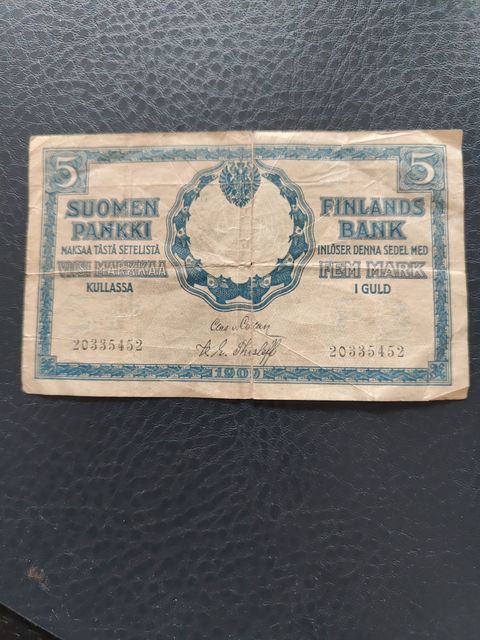 5
5
SUOMEN
PANKKI
MAKSAA TÄSTÄ SETELISTÄ
VIISI MARKKAA
KULLASSA
FINLANDS
BANK
INLÖSER DENNA SEDEL MED
FEM MARK
I GULD
20335452
20335452
1909